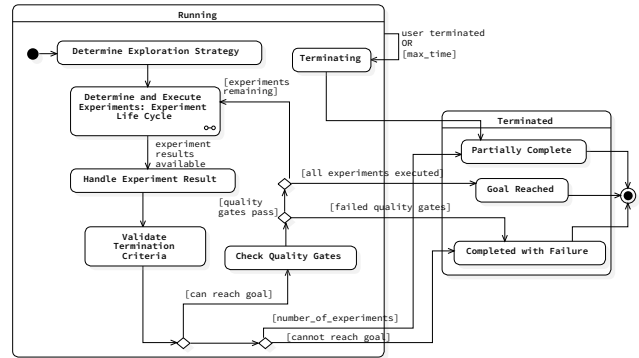 Running
Determine Exploration Strategy
Determine and Execute
Experiments: Experiment
Life Cycle
experiment
results
available
Handle Experiment Result
Validate
Termination
Criteria
[can reach goal]
Check Quality Gates
[quality
gates pass]
[experiments
remaining]
Terminating
user terminated
OR
[max_time]
[all experiments executed]
[failed quality gates]
[number_of_experiments]
[cannot reach goal]
Terminated
Partially Complete
Goal Reached
Completed with Failure